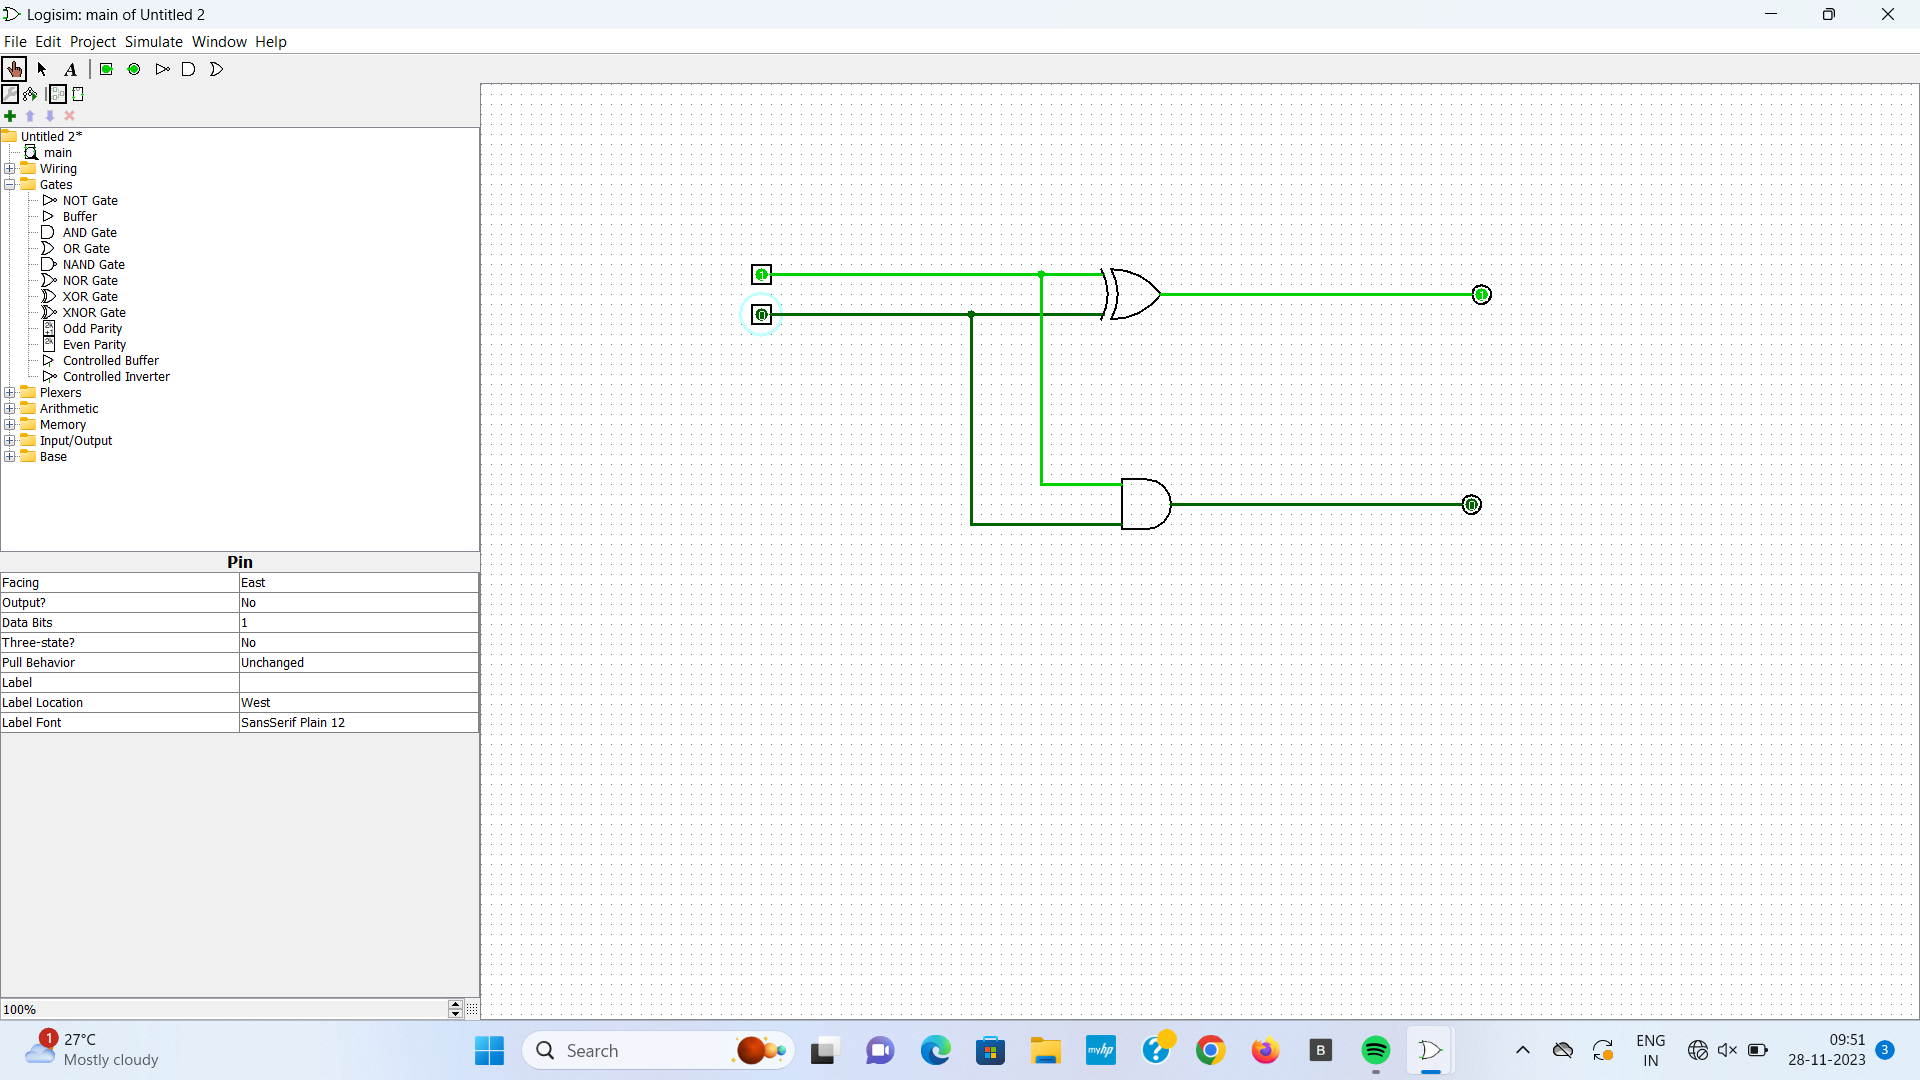 Logisim: main of Untitled 2
File Edit Project Simulate Window Help
A
Untitled 2*
main
Wiring
Gates
NOT Gate
Buffer
AND Gate
OR Gate
NAND Gate
NOR Gate
XOR Gate
XNOR Gate
Odd Parity
Even Parity
Controlled Buffer
Controlled Inverter
Plexers
Arithmetic
Memory
Input/Output
Base
1
0
1
0
Pin
Facing East
Output? No
Data Bits 1
Three-state? No
Pull Behavior Unchanged
Label
Label Location West
Label Font SansSerif Plain 12
100%
1
27°C
Mostly cloudy
Search
myhp
?
B
ENG
IN
09:51
28-11-2023
3